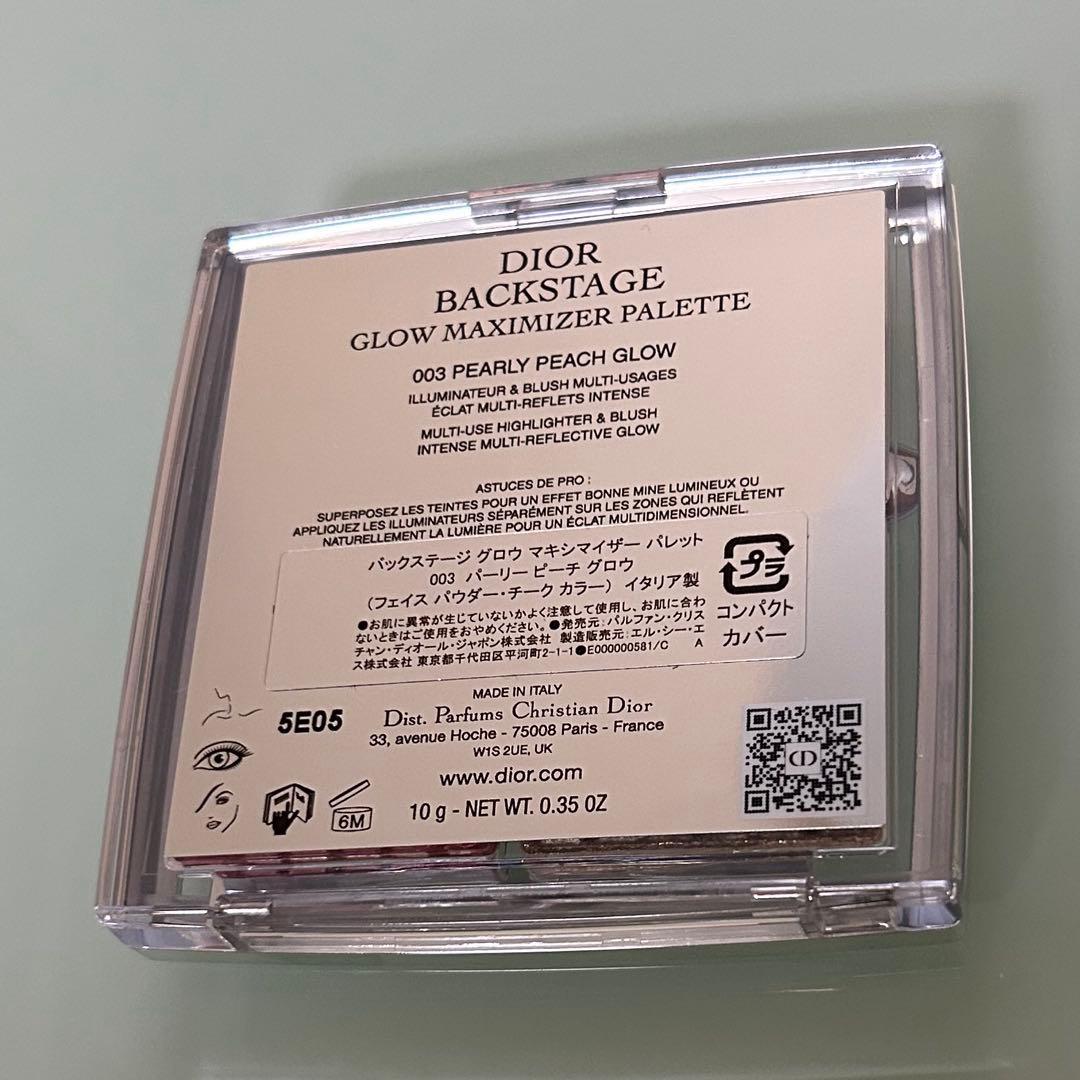 DIOR
BACKSTAGE
GLOW MAXIMIZER PALETTE
003 PEARLY PEACH GLOW
ILLUMINATEUR & BLUSH MULTI-USAGES
ÉCLAT MULTI-REFLETS INTENSE
MULTI-USE HIGHLIGHTER & BLUSH
INTENSE MULTI-REFLECTIVE GLOW
ASTUCES DE PRO :
SUPERPOSEZ LES TEINTES POUR UN EFFET BONNE MINE LUMINEUX OU
APPLIQUEZ LES ILLUMINATEURS SÉPARÉMENT SUR LES ZONES QUI REFLÈTENT
NATURELLEMENT LA LUMIÈRE POUR UN ÉCLAT MULTIDIMENSIONNEL.
バックステージ グロウ マキシマイザー パレット
003 パーリー ピーチ グロウ
(フェイス パウダー・チーク カラー) イタリア製
●お肌に異常が生じていないかよく注意して使用し、お肌に合わ
ないときはご使用をおやめください。●発売元:パルファン・クリス
チャン・ディオール・ジャポン株式会社 製造販売元:エル・シー・エ
ス株式会社 東京都千代田区平河町2-1-1●E000000581/C A
プラ
コンパクト
カバー
MADE IN ITALY
5E05
Dist. Parfums Christian Dior
33, avenue Hoche - 75008 Paris - France
W1S 2UE, UK
www.dior.com
6M
10 g - NET WT. 0.35 OZ
CD